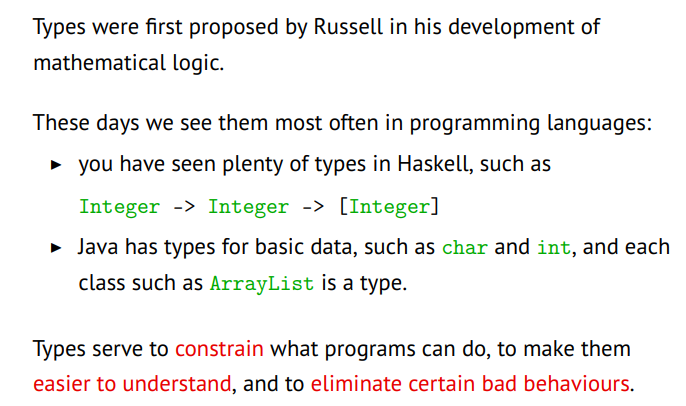 Types were first proposed by Russell in his development of
mathematical logic.
These days we see them most often in programming languages:
▶ you have seen plenty of types in Haskell, such as
Integer -> Integer -> [Integer]
▶ Java has types for basic data, such as char and int, and each
class such as ArrayList is a type.
Types serve to constrain what programs can do, to make them
easier to understand, and to eliminate certain bad behaviours.